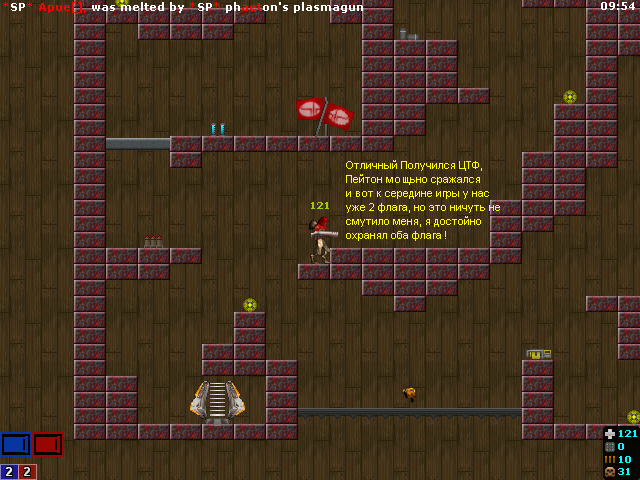 *SP* Apue[], was melted by *SP* phaeton's plasmagun
09:54
Отличный Получился ЦТФ,
Пейтон мощьно сражался
и вот к середине игры у нас
уже 2 флага, но это ничуть не
смутило меня, я достойно
охранял оба флага !
121
121
0
10
31
2 2